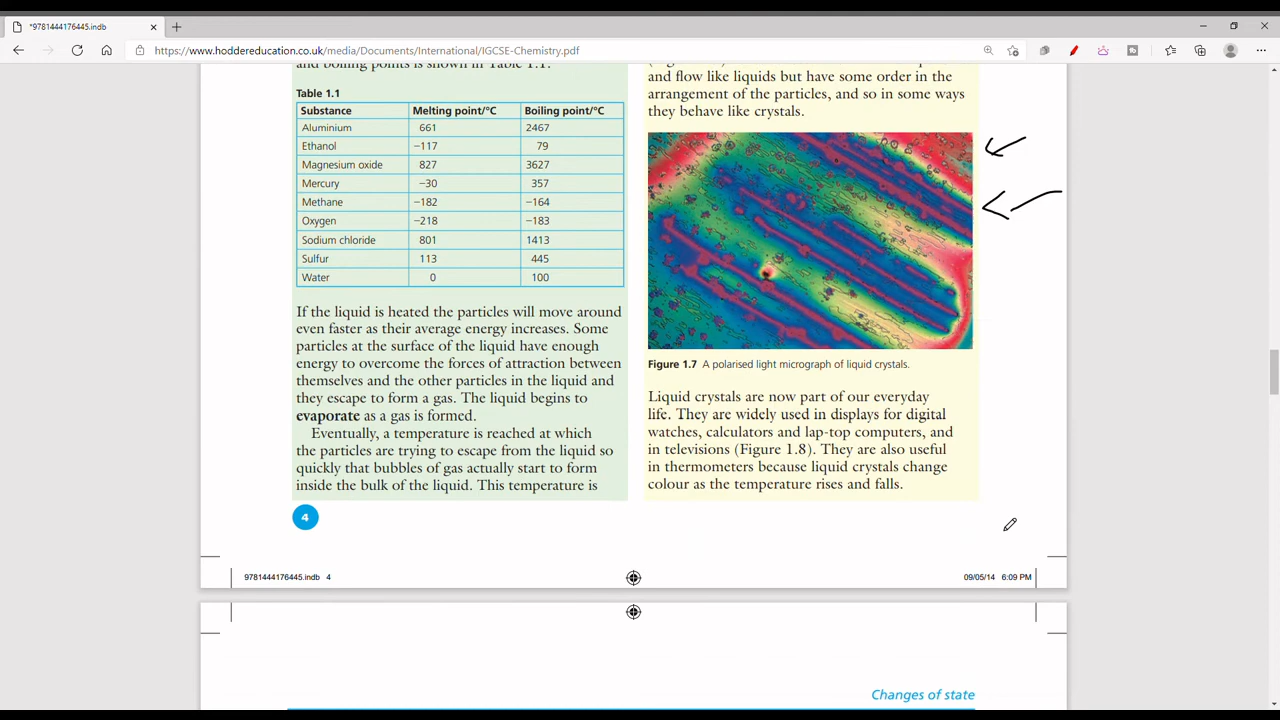 *9781444176445.indb
https://www.hoddereducation.co.uk/media/Documents/International/IGCSE-Chemistry.pdf
and boiling points is shown in Table 1.1.
Table 1.1
Substance Melting point/°C Boiling point/°C
Aluminium 661 2467
Ethanol −117 79
Magnesium oxide 827 3627
Mercury −30 357
Methane −182 −164
Oxygen −218 −183
Sodium chloride 801 1413
Sulfur 113 445
Water 0 100
If the liquid is heated the particles will move around
even faster as their average energy increases. Some
particles at the surface of the liquid have enough
energy to overcome the forces of attraction between
themselves and the other particles in the liquid and
they escape to form a gas. The liquid begins to
evaporate as a gas is formed.
Eventually, a temperature is reached at which
the particles are trying to escape from the liquid so
quickly that bubbles of gas actually start to form
inside the bulk of the liquid. This temperature is
and flow like liquids but have some order in the
arrangement of the particles, and so in some ways
they behave like crystals.
Figure 1.7 A polarised light micrograph of liquid crystals.
Liquid crystals are now part of our everyday
life. They are widely used in displays for digital
watches, calculators and lap-top computers, and
in televisions (Figure 1.8). They are also useful
in thermometers because liquid crystals change
colour as the temperature rises and falls.
4
9781444176445.indb 4
09/05/14 6:09 PM
Changes of state